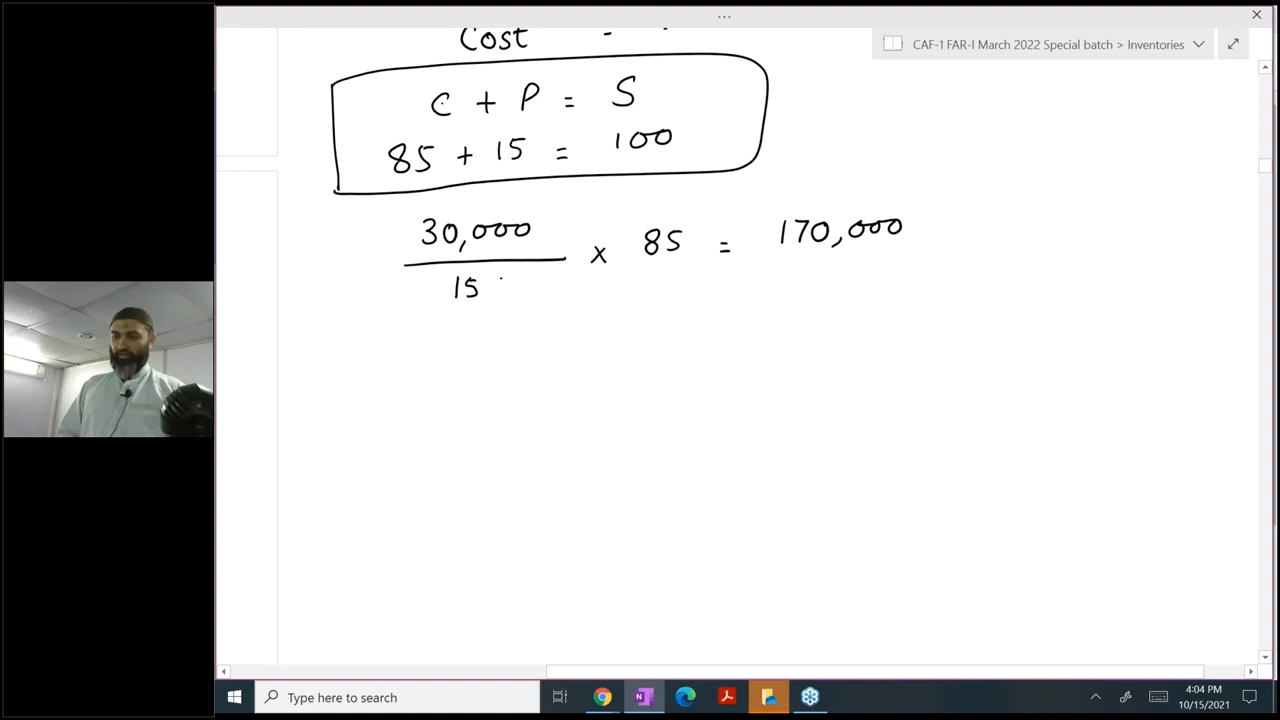 CAF-1 FAR-I March 2022 Special batch > Inventories
Cost =
C + P = S
85 + 15 = 100
30,000
15
× 85 = 170,000
Type here to search
4:04 PM
10/15/2021